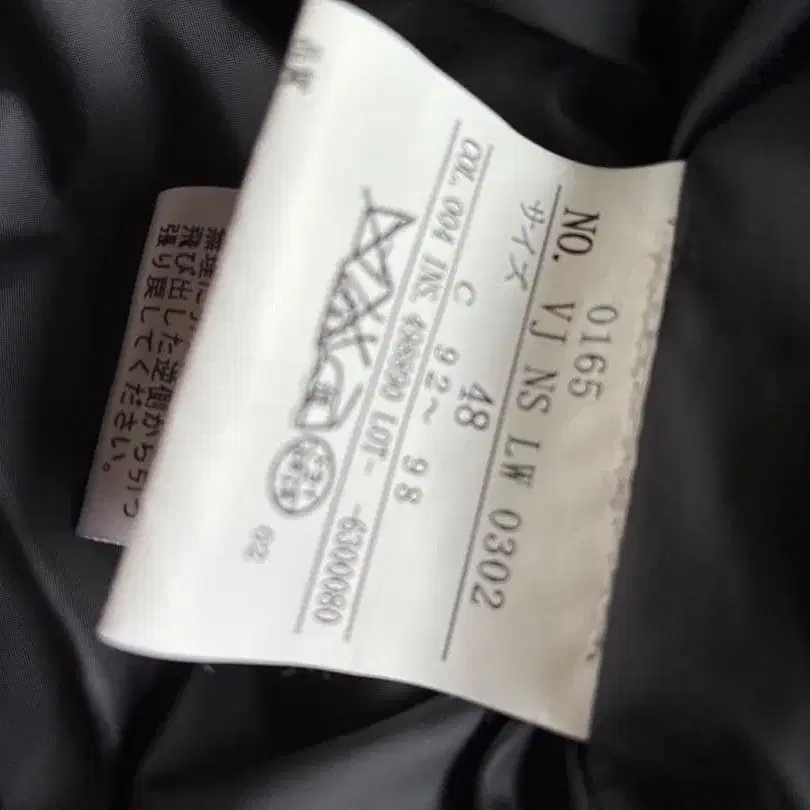 0165
NO. VJ NS LW 0302
サイズ 48
C 92~ 98
COL. 004 INS. LOT- -6300080
02
飛び出した逆側から引っ
張り戻してください。